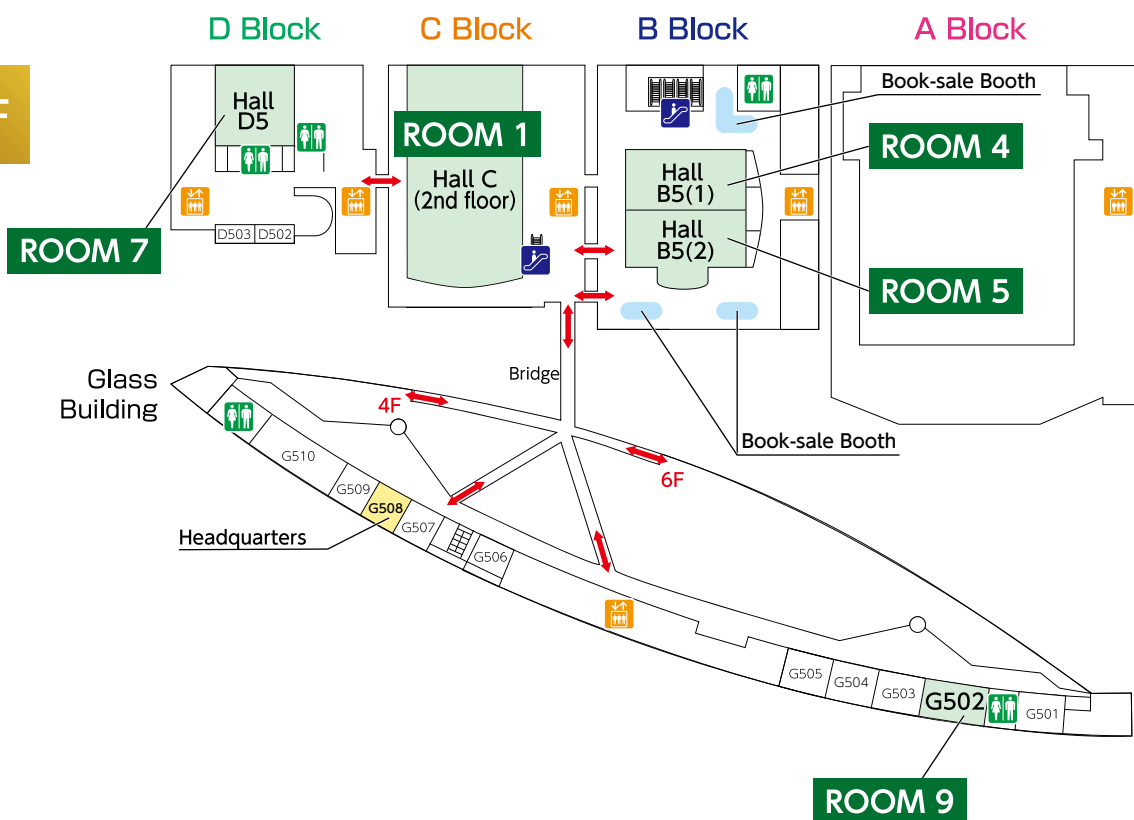 D Block
C Block
B Block
A Block
F
Hall
D5
ROOM 1
Hall C
(2nd floor)
Book-sale Booth
ROOM 4
Hall
B5(1)
Hall
B5(2)
D503
D502
ROOM 7
ROOM 5
Glass
Building
Bridge
4F
6F
Book-sale Booth
G510
G509
G508
G507
G506
Headquarters
G505
G504
G503
G502
G501
ROOM 9